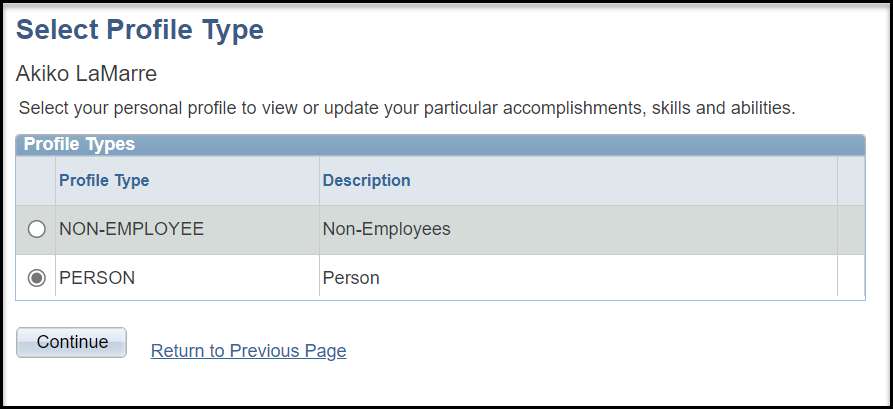 Select Profile Type
Akiko LaMarre
Select your personal profile to view or update your particular accomplishments, skills and abilities.
Profile Types
Profile Type Description
NON-EMPLOYEE Non-Employees
PERSON Person
Continue Return to Previous Page